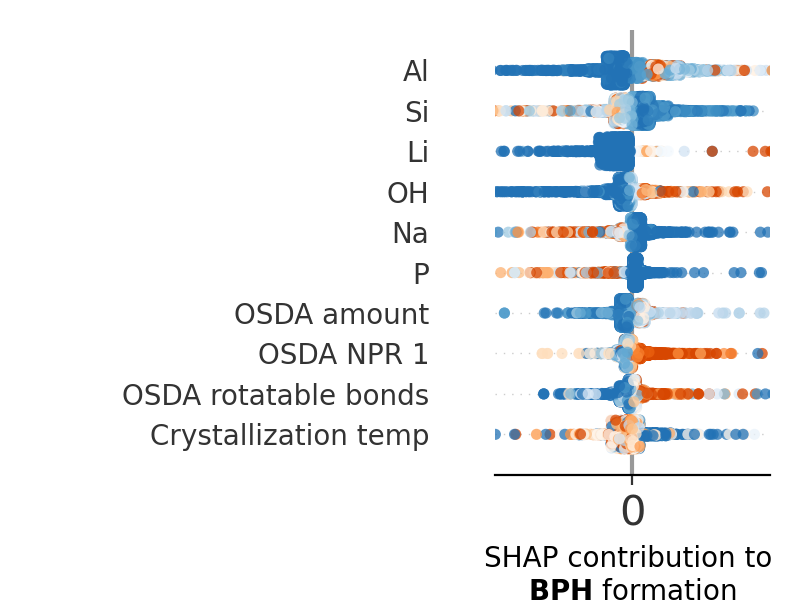 Al
Si
Li
OH
Na
P
OSDA amount
OSDA NPR 1
OSDA rotatable bonds
Crystallization temp
0
SHAP contribution to
BPH formation